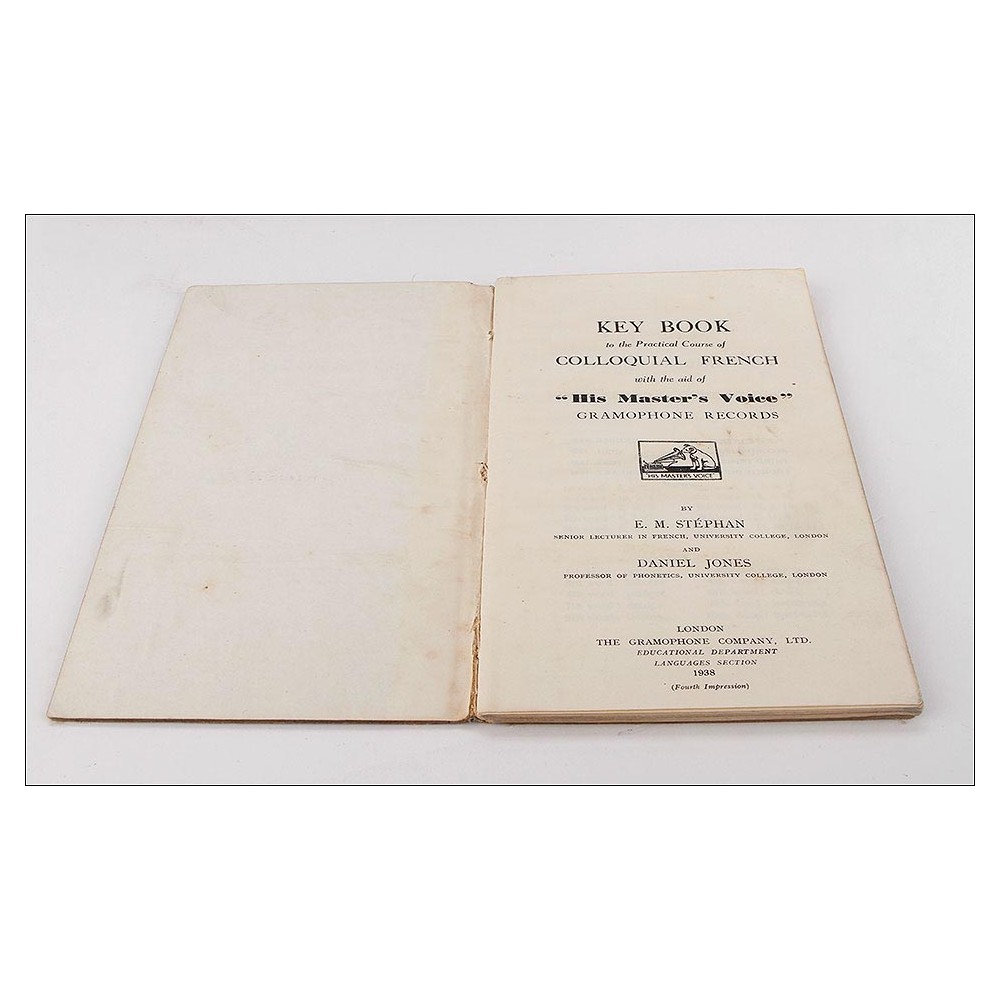 KEY BOOK
to the Practical Course of
COLLOQUIAL FRENCH
with the aid of
“His Master's Voice”
GRAMOPHONE RECORDS
"HIS MASTER'S VOICE"
BY
E. M. STÉPHAN
SENIOR LECTURER IN FRENCH, UNIVERSITY COLLEGE, LONDON
AND
DANIEL JONES
PROFESSOR OF PHONETICS, UNIVERSITY COLLEGE, LONDON
LONDON
THE GRAMOPHONE COMPANY, LTD.
EDUCATIONAL DEPARTMENT
LANGUAGES SECTION
1938
(Fourth Impression)